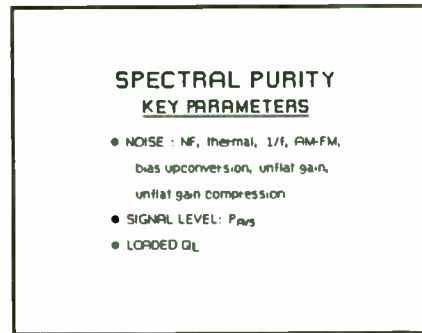 SPECTRAL PURITY
KEY PARAMETERS
● NOISE : NF, thermal, 1/f, AM-FM,
bias upconversion, unflat gain,
unflat gain compression
● SIGNAL LEVEL: PAVS
● LOADED QL